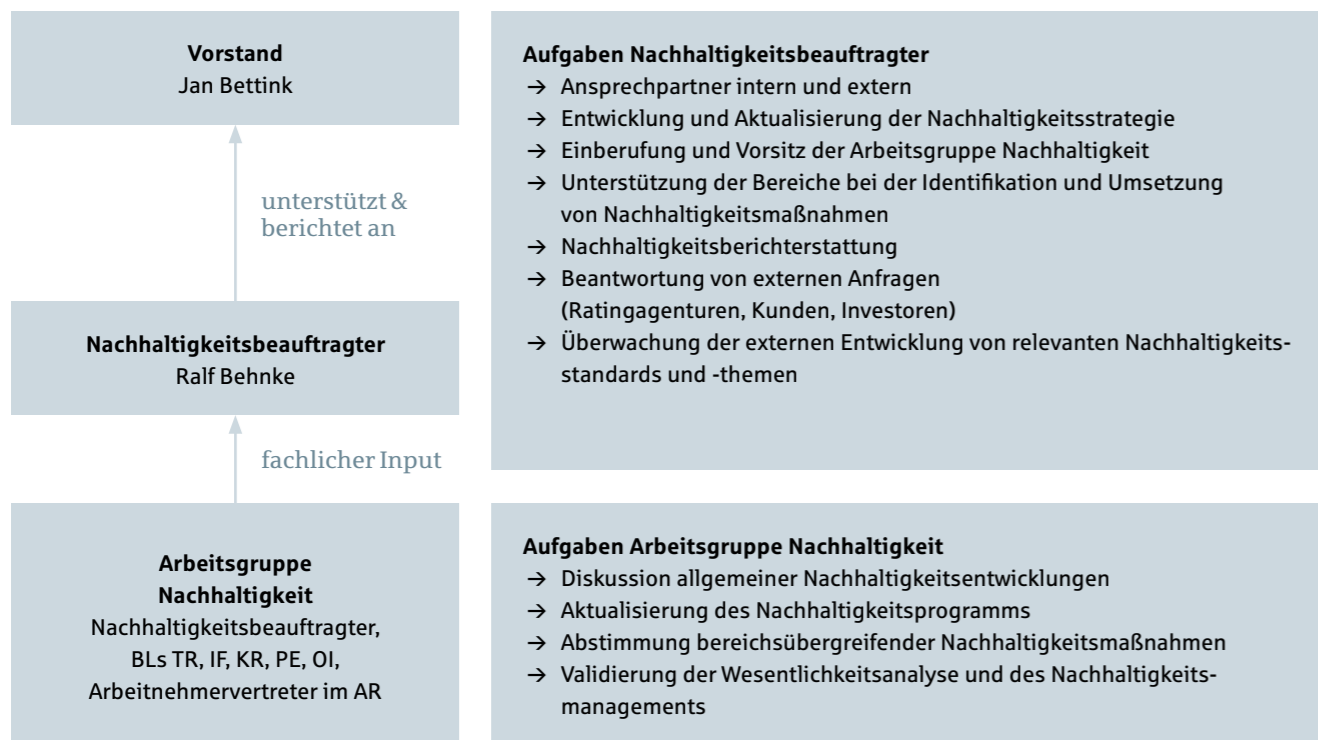 Vorstand
Jan Bettink
unterstützt &
berichtet an
Nachhaltigkeitsbeauftragter
Ralf Behnke
fachlicher Input
Arbeitsgruppe
Nachhaltigkeit
Nachhaltigkeitsbeauftragter,
BLs TR, IF, KR, PE, OI,
Arbeitnehmervertreter im AR
Aufgaben Nachhaltigkeitsbeauftragter
→ Ansprechpartner intern und extern
→ Entwicklung und Aktualisierung der Nachhaltigkeitsstrategie
→ Einberufung und Vorsitz der Arbeitsgruppe Nachhaltigkeit
→ Unterstützung der Bereiche bei der Identifikation und Umsetzung
von Nachhaltigkeitsmaßnahmen
→ Nachhaltigkeitsberichterstattung
→ Beantwortung von externen Anfragen
(Ratingagenturen, Kunden, Investoren)
→ Überwachung der externen Entwicklung von relevanten Nachhaltigkeits-
standards und -themen
Aufgaben Arbeitsgruppe Nachhaltigkeit
→ Diskussion allgemeiner Nachhaltigkeitsentwicklungen
→ Aktualisierung des Nachhaltigkeitsprogramms
→ Abstimmung bereichsübergreifender Nachhaltigkeitsmaßnahmen
→ Validierung der Wesentlichkeitsanalyse und des Nachhaltigkeits-
managements